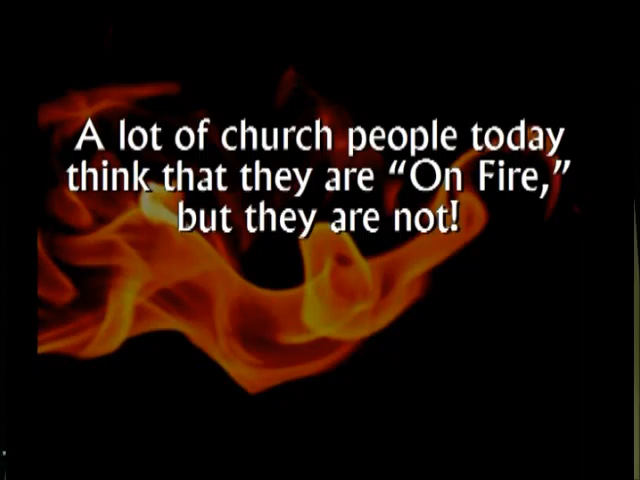 A lot of church people today
think that they are “On Fire,”
but they are not!